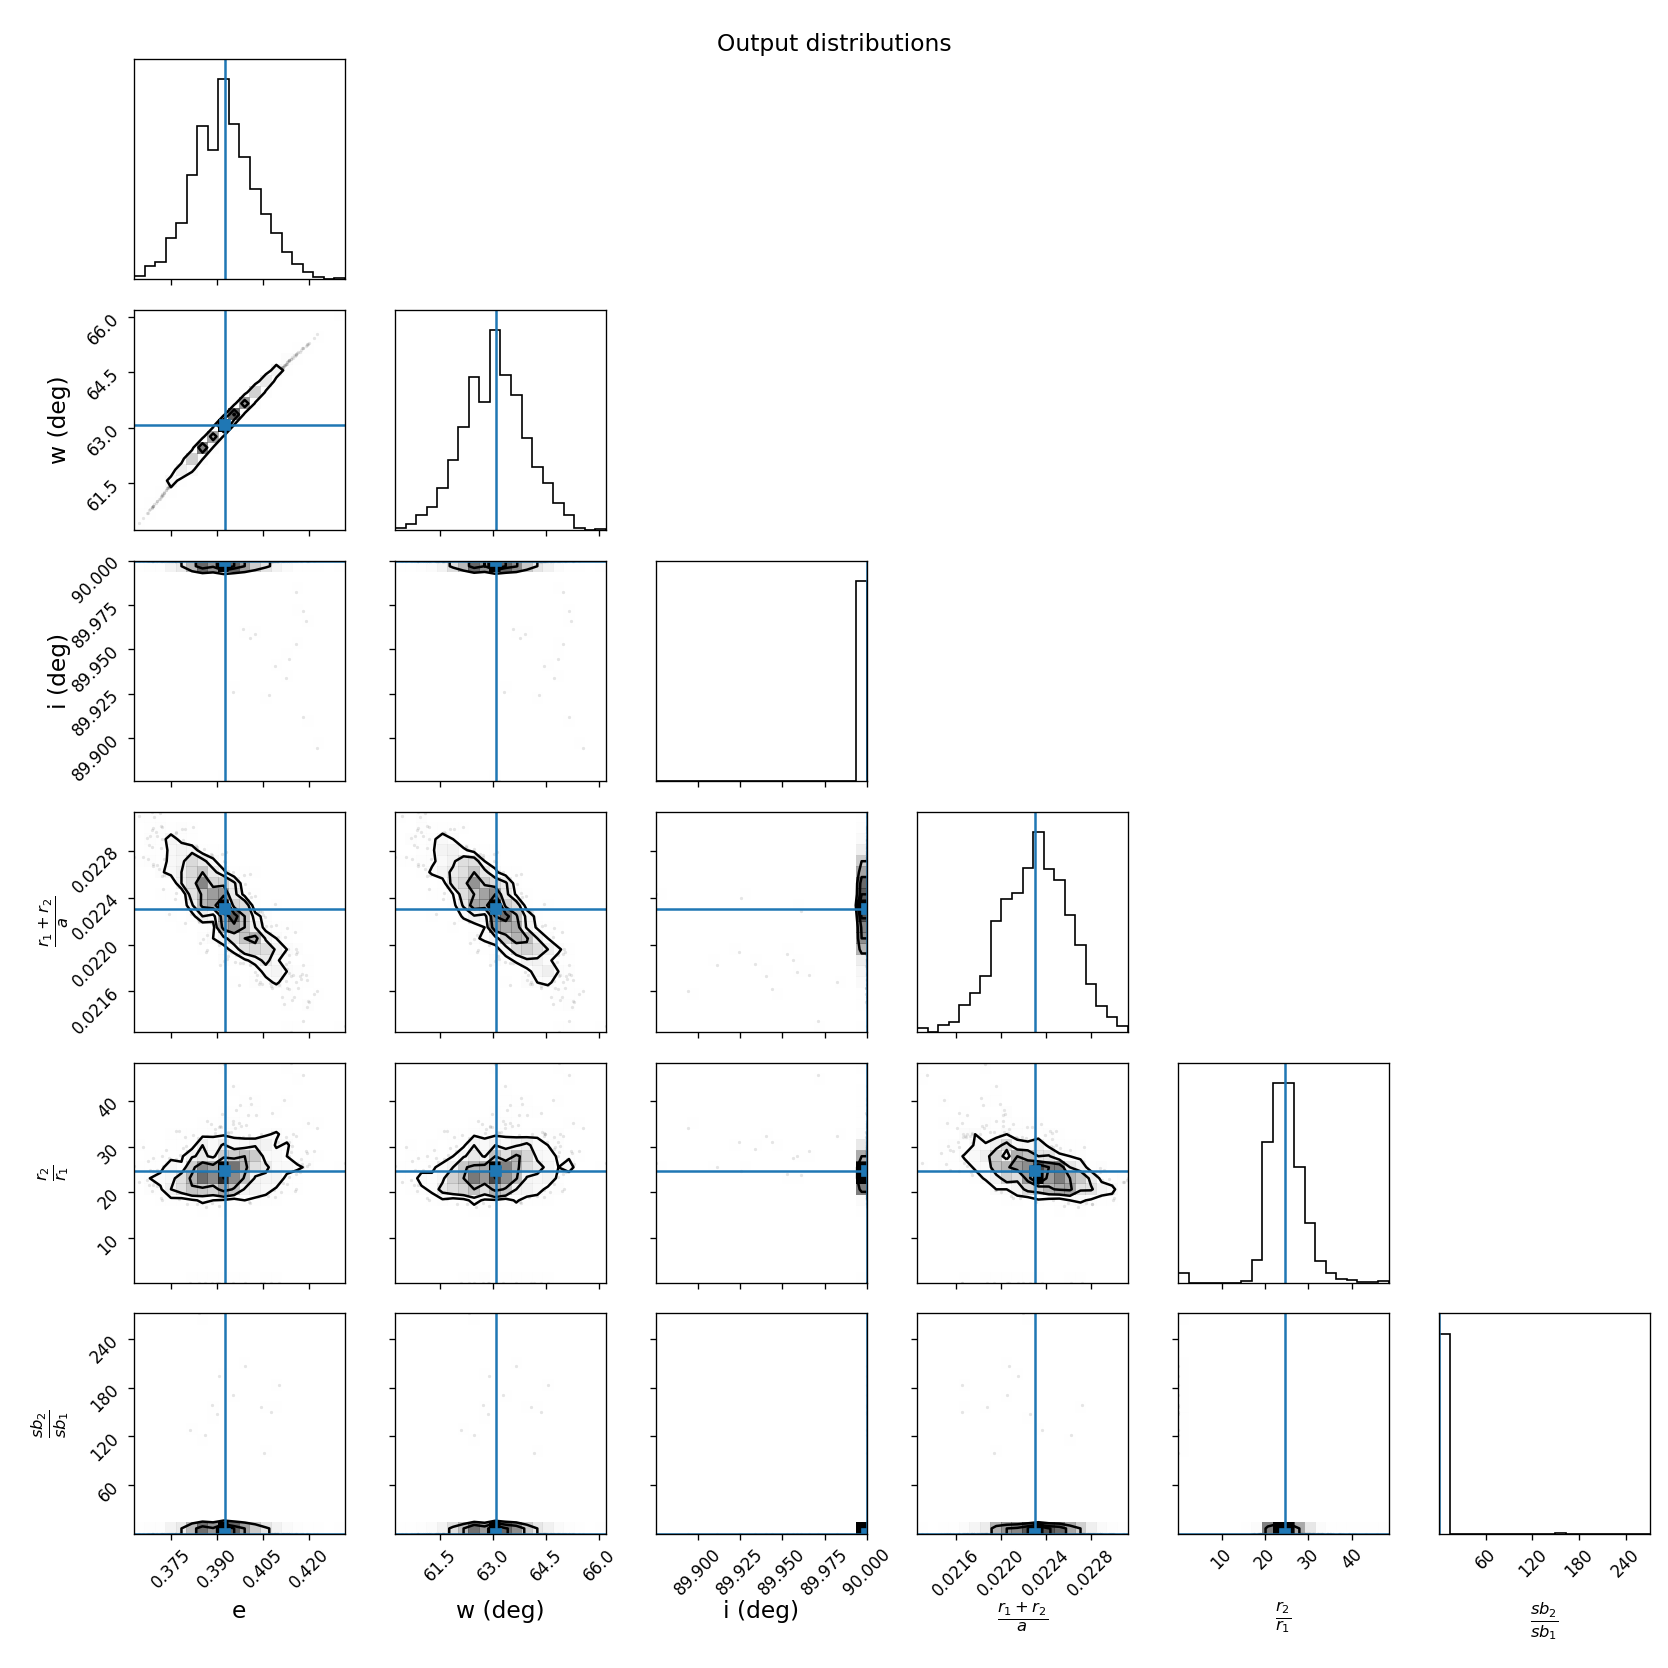 Output distributions
w (deg)
66.0
64.5
63.0
61.5
i (deg)
90.000
89.975
89.950
89.925
89.900
r₁ + r₂
a
0.0228
0.0224
0.0220
0.0216
r₂
r₁
40
30
20
10
sb₂
sb₁
240
180
120
60
0.375 0.390 0.405 0.420
61.5 63.0 64.5 66.0
89.900 89.925 89.950 89.975 90.000
0.0216 0.0220 0.0224 0.0228
10 20 30 40
60 120 180 240
e
w (deg)
i (deg)
r₁ + r₂
a
r₂
r₁
sb₂
sb₁